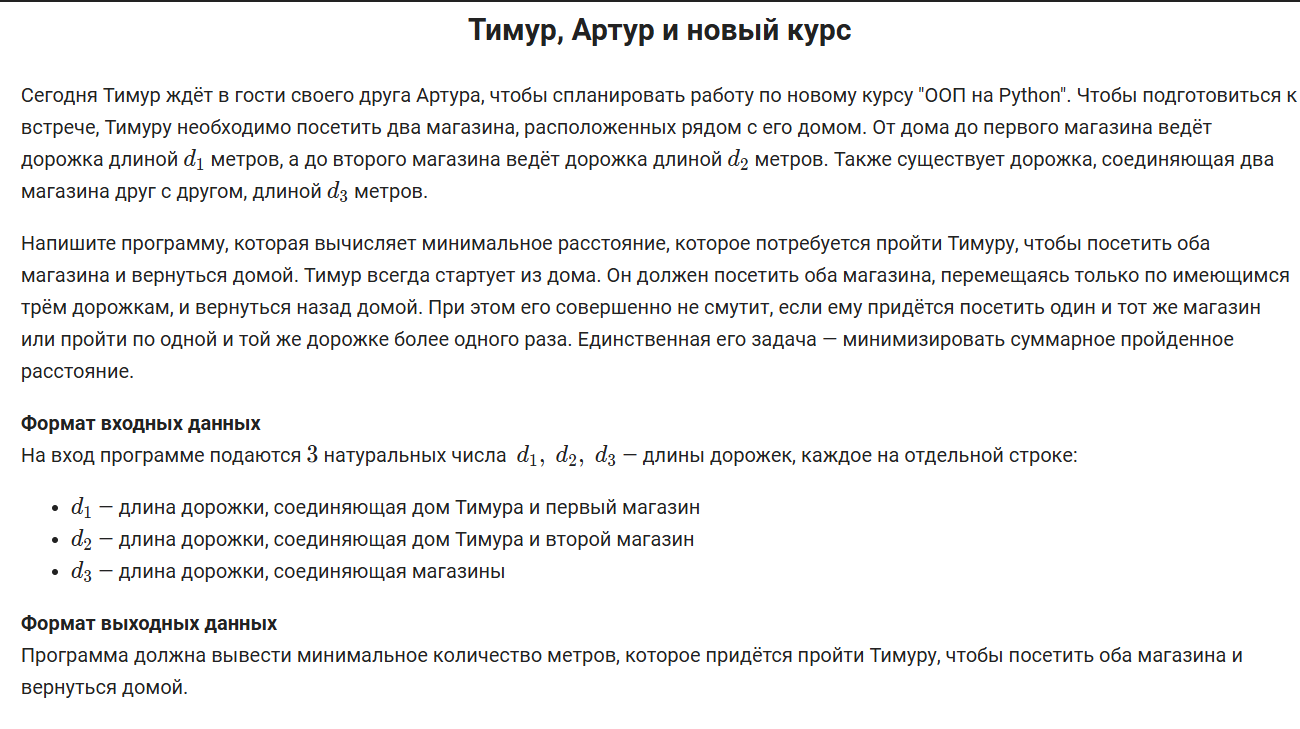 Тимур, Артур и новый курс
Сегодня Тимур ждёт в гости своего друга Артура, чтобы спланировать работу по новому курсу "ООП на Python". Чтобы подготовиться к
встрече, Тимуру необходимо посетить два магазина, расположенных рядом с его домом. От дома до первого магазина ведёт
дорожка длиной d₁ метров, а до второго магазина ведёт дорожка длиной d₂ метров. Также существует дорожка, соединяющая два
магазина друг с другом, длиной d₃ метров.
Напишите программу, которая вычисляет минимальное расстояние, которое потребуется пройти Тимуру, чтобы посетить оба
магазина и вернуться домой. Тимур всегда стартует из дома. Он должен посетить оба магазина, перемещаясь только по имеющимся
трём дорожкам, и вернуться назад домой. При этом его совершенно не смутит, если ему придётся посетить один и тот же магазин
или пройти по одной и той же дорожке более одного раза. Единственная его задача — минимизировать суммарное пройденное
расстояние.
Формат входных данных
На вход программе подаются 3 натуральных числа d₁, d₂, d₃ — длины дорожек, каждое на отдельной строке:
• d₁ — длина дорожки, соединяющая дом Тимура и первый магазин
• d₂ — длина дорожки, соединяющая дом Тимура и второй магазин
• d₃ — длина дорожки, соединяющая магазины
Формат выходных данных
Программа должна вывести минимальное количество метров, которое придётся пройти Тимуру, чтобы посетить оба магазина и
вернуться домой.